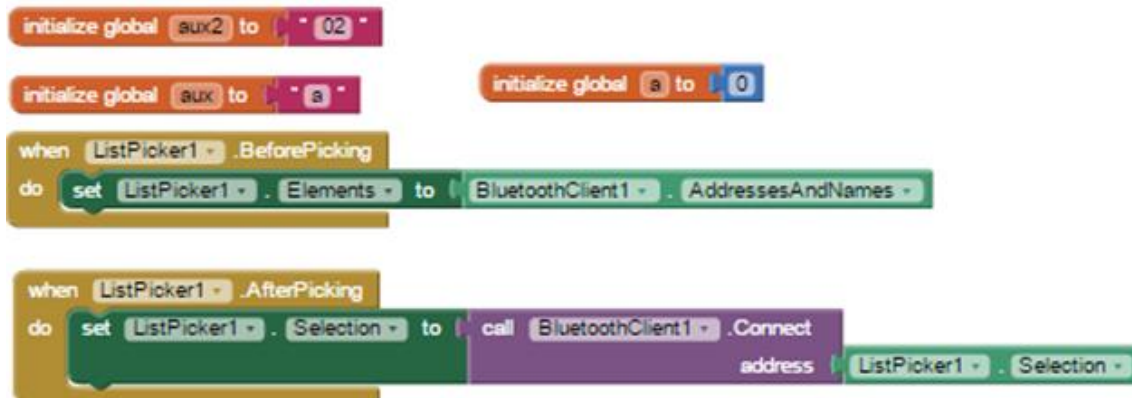 initialize global aux2 to " 02 "
initialize global aux to " a "
initialize global a to 0
when ListPicker1 .BeforePicking
do set ListPicker1 . Elements to BluetoothClient1 . AddressesAndNames
when ListPicker1 .AfterPicking
do set ListPicker1 . Selection to call BluetoothClient1 .Connect
address ListPicker1 . Selection